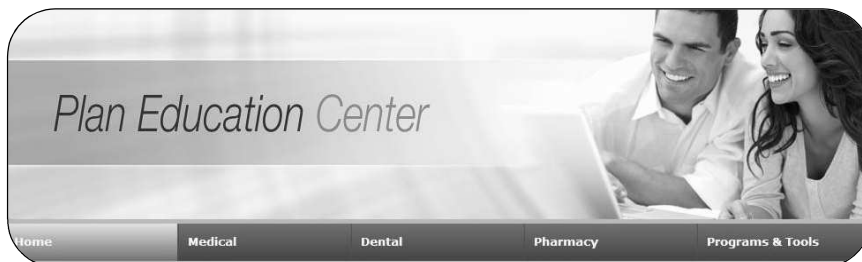 Plan Education Center
Home Medical Dental Pharmacy Programs & Tools